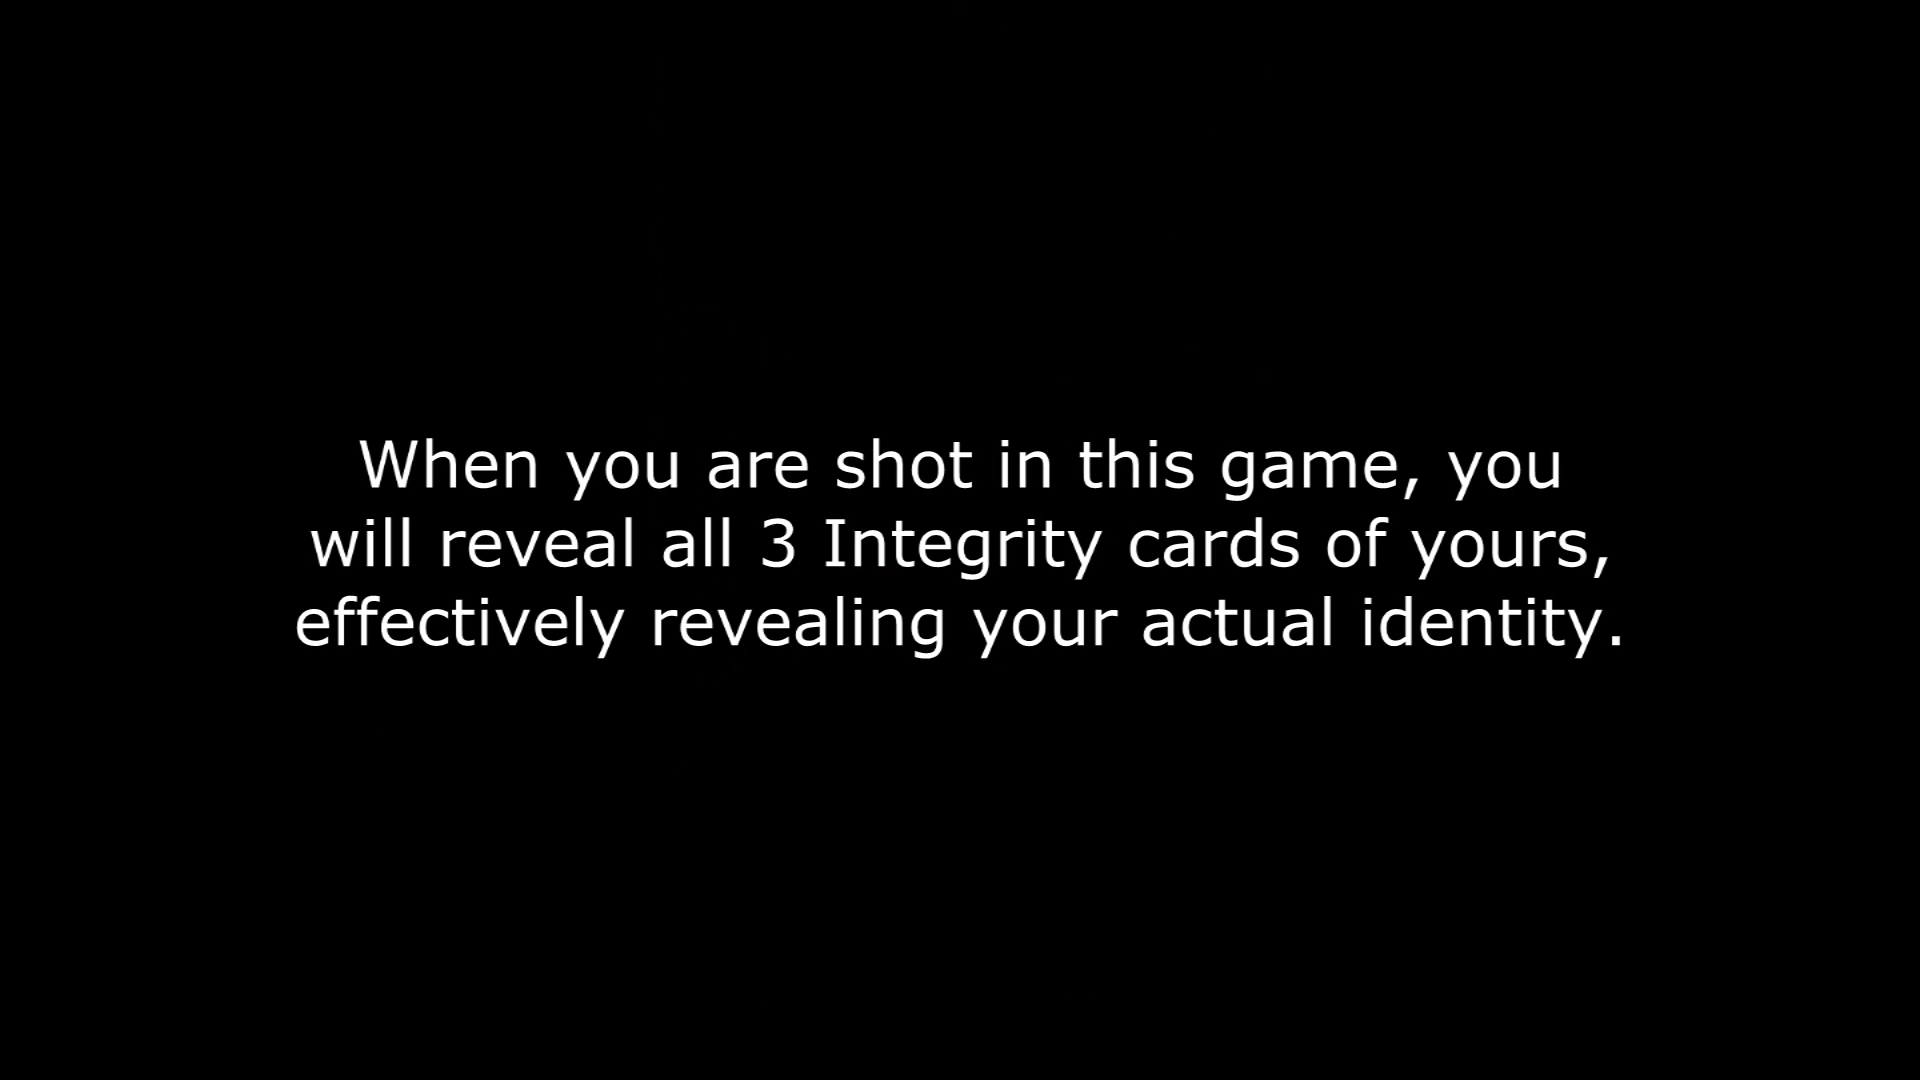 When you are shot in this game, you
will reveal all 3 Integrity cards of yours,
effectively revealing your actual identity.